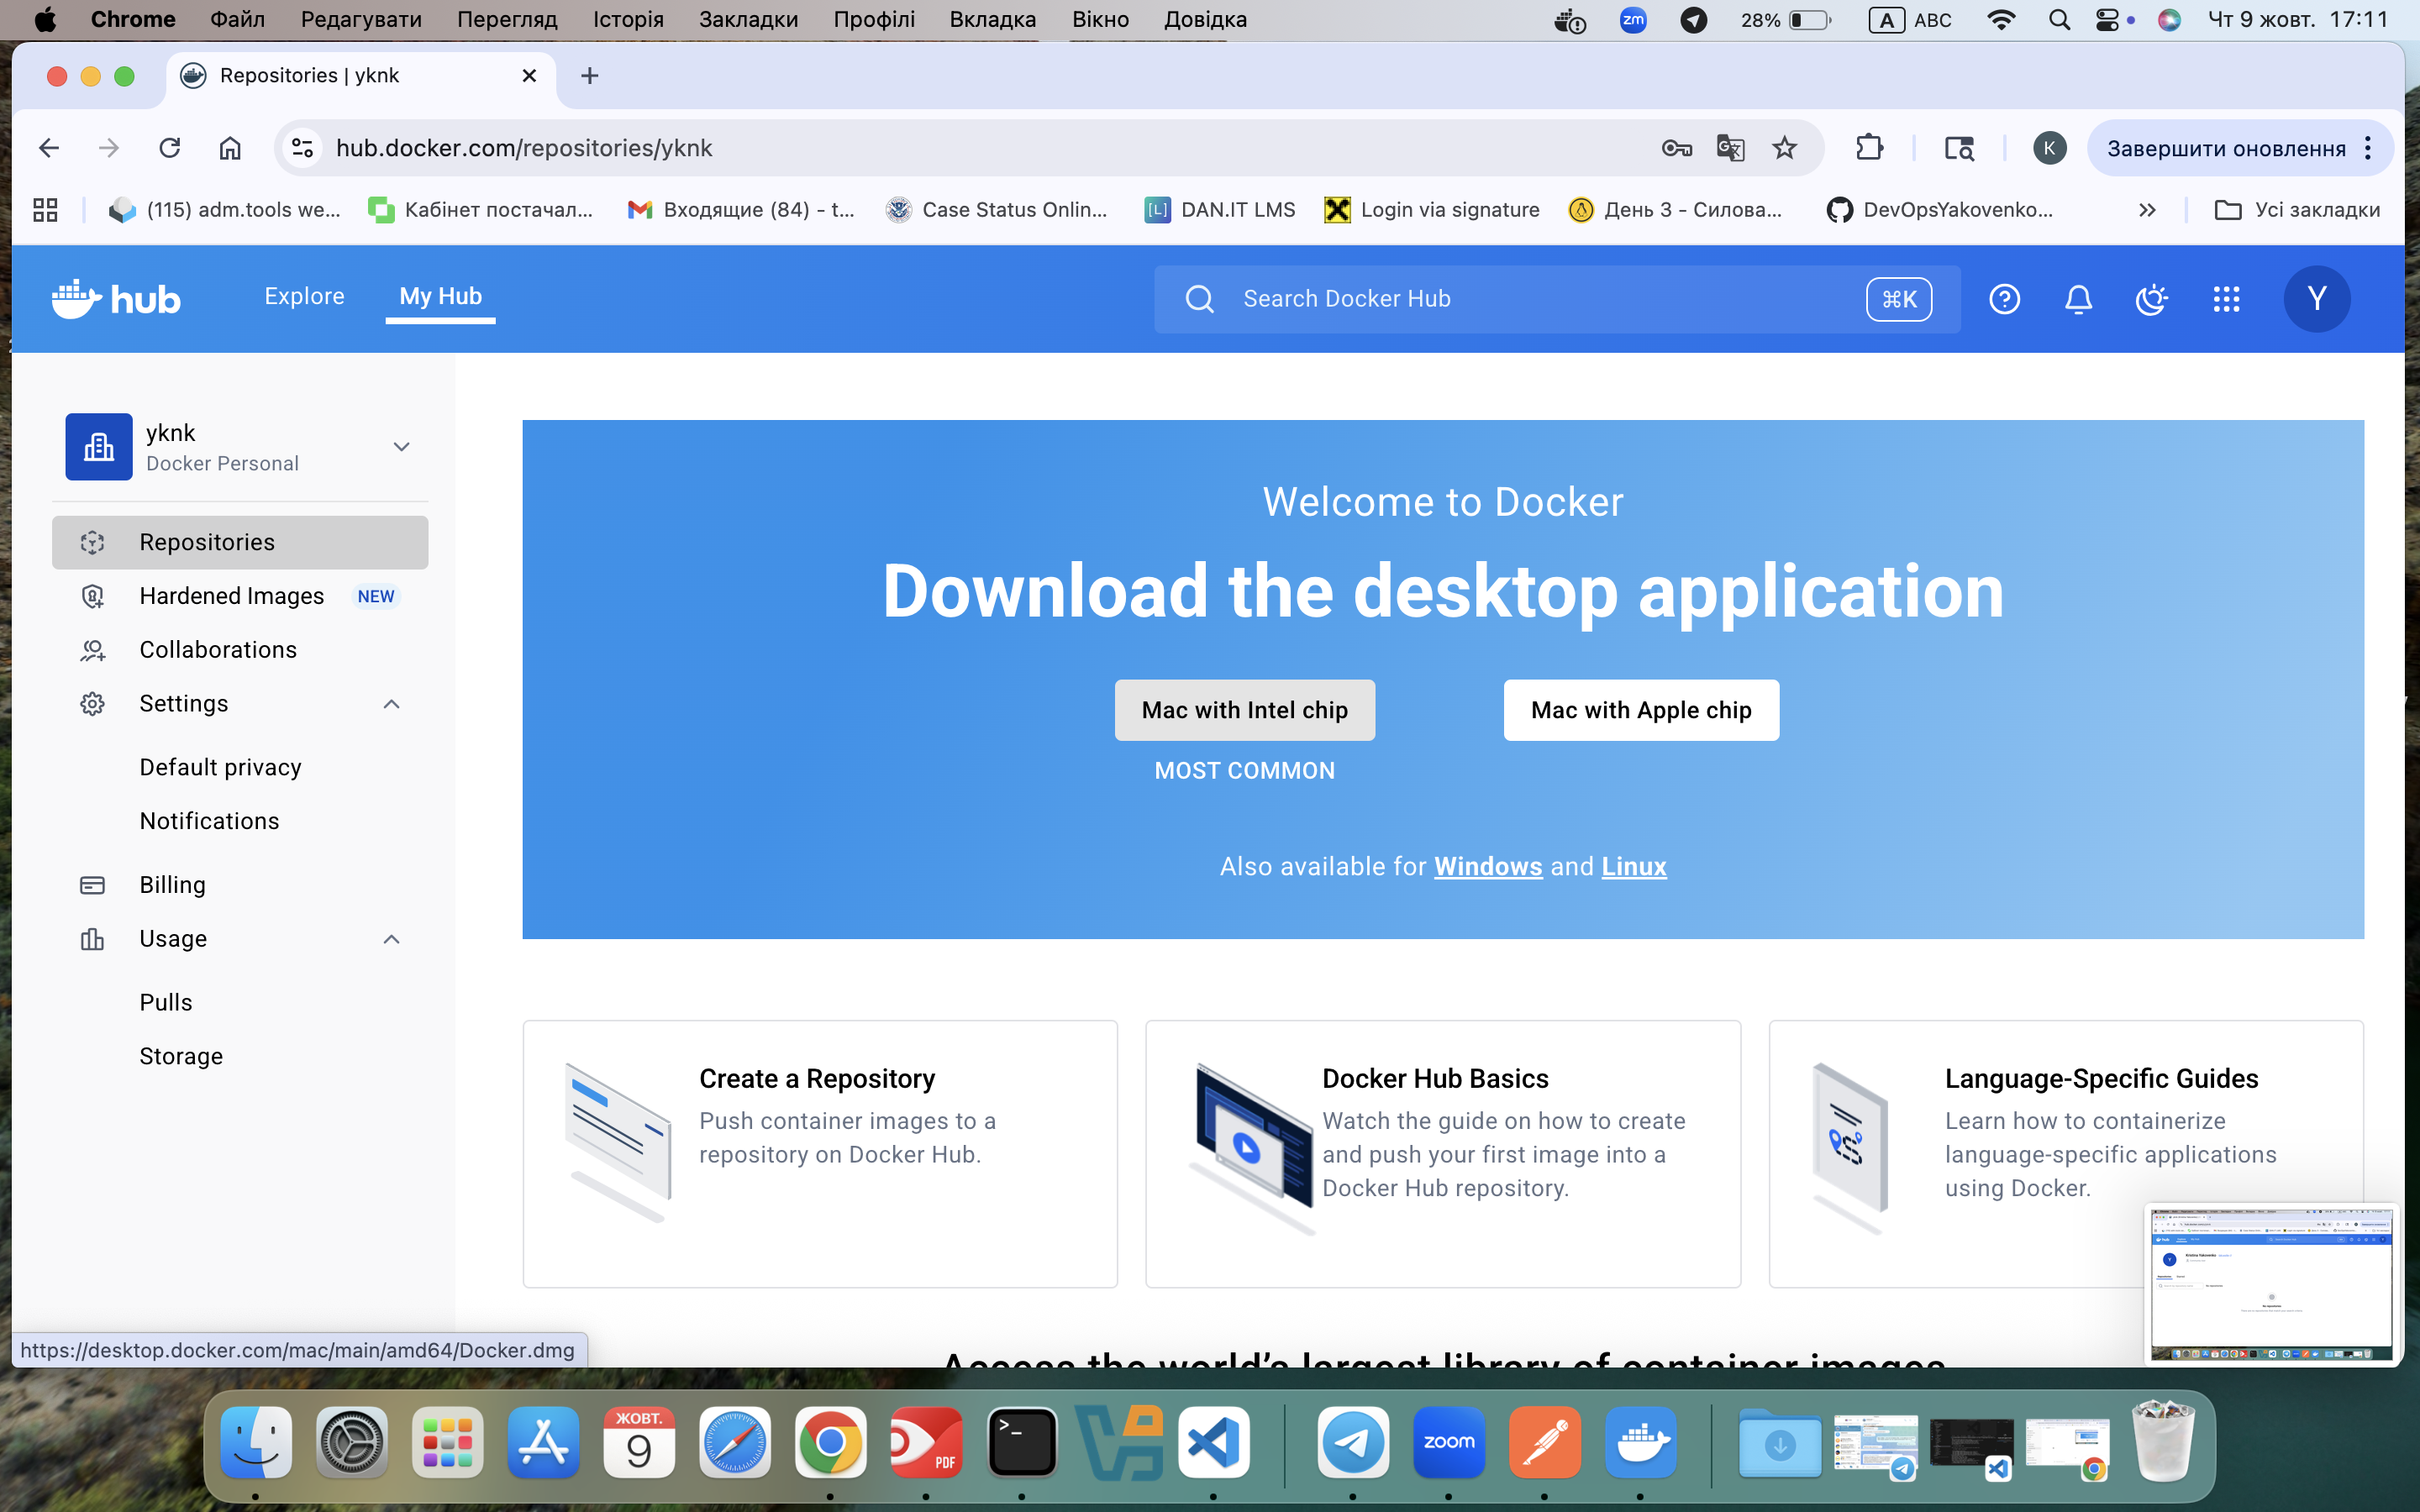 Chrome Файл Редагувати Перегляд Історія Закладки Профілі Вкладка Вікно Довідка zm 28% A ABC Чт 9 жовт. 17:11
Repositories | yknk
hub.docker.com/repositories/yknk K Завершити оновлення
(115) adm.tools we... Кабінет постачал... Входящие (84) - t... Case Status Onlin... [L] DAN.IT LMS Login via signature День 3 - Силова... DevOpsYakovenko... Усі закладки
hub Explore My Hub Search Docker Hub ⌘K Y
yknk
Docker Personal
Repositories
Hardened Images NEW
Collaborations
Settings
Default privacy
Notifications
Billing
Usage
Pulls
Storage
Welcome to Docker
Download the desktop application
Mac with Intel chip Mac with Apple chip
MOST COMMON
Also available for Windows and Linux
Create a Repository
Push container images to a
repository on Docker Hub.
Docker Hub Basics
Watch the guide on how to create
and push your first image into a
Docker Hub repository.
Language-Specific Guides
Learn how to containerize
language-specific applications
using Docker.
Access the world's largest library of container images
https://desktop.docker.com/mac/main/amd64/Docker.dmg
ЖОВТ.
9
PDF
zoom